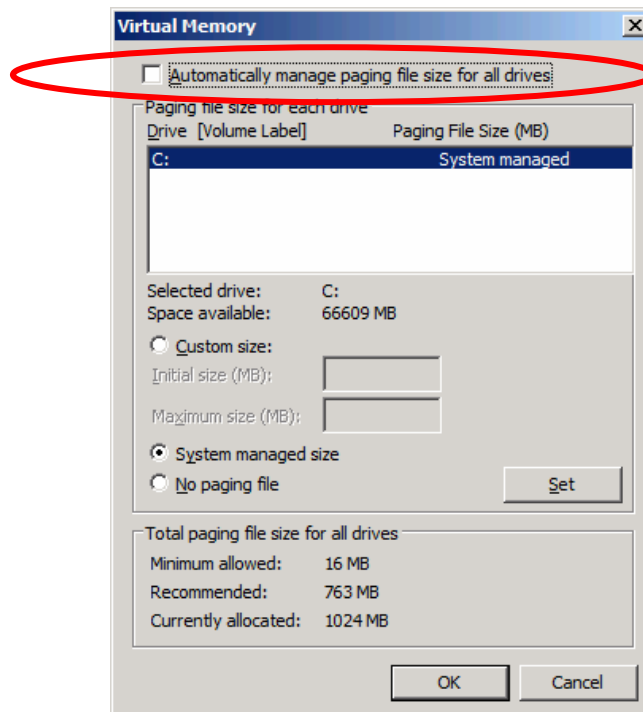 Virtual Memory
Automatically manage paging file size for all drives
Paging file size for each drive
Drive [Volume Label] Paging File Size (MB)
C: System managed
Selected drive: C:
Space available: 66609 MB
Custom size:
Initial size (MB):
Maximum size (MB):
System managed size
No paging file Set
Total paging file size for all drives
Minimum allowed: 16 MB
Recommended: 763 MB
Currently allocated: 1024 MB
OK Cancel